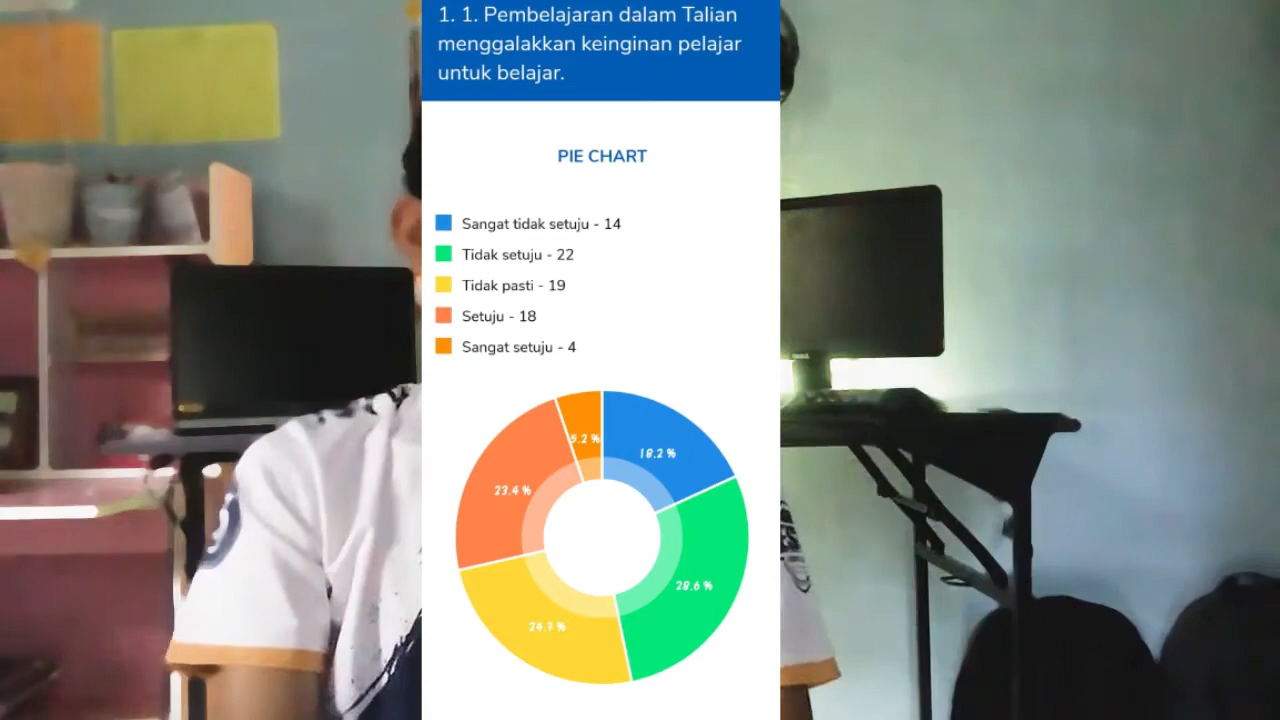 1. 1. Pembelajaran dalam Talian
menggalakkan keinginan pelajar
untuk belajar.
PIE CHART
Sangat tidak setuju - 14
Tidak setuju - 22
Tidak pasti - 19
Setuju - 18
Sangat setuju - 4
5.2 %
18.2 %
23.4 %
28.6 %
24.7 %